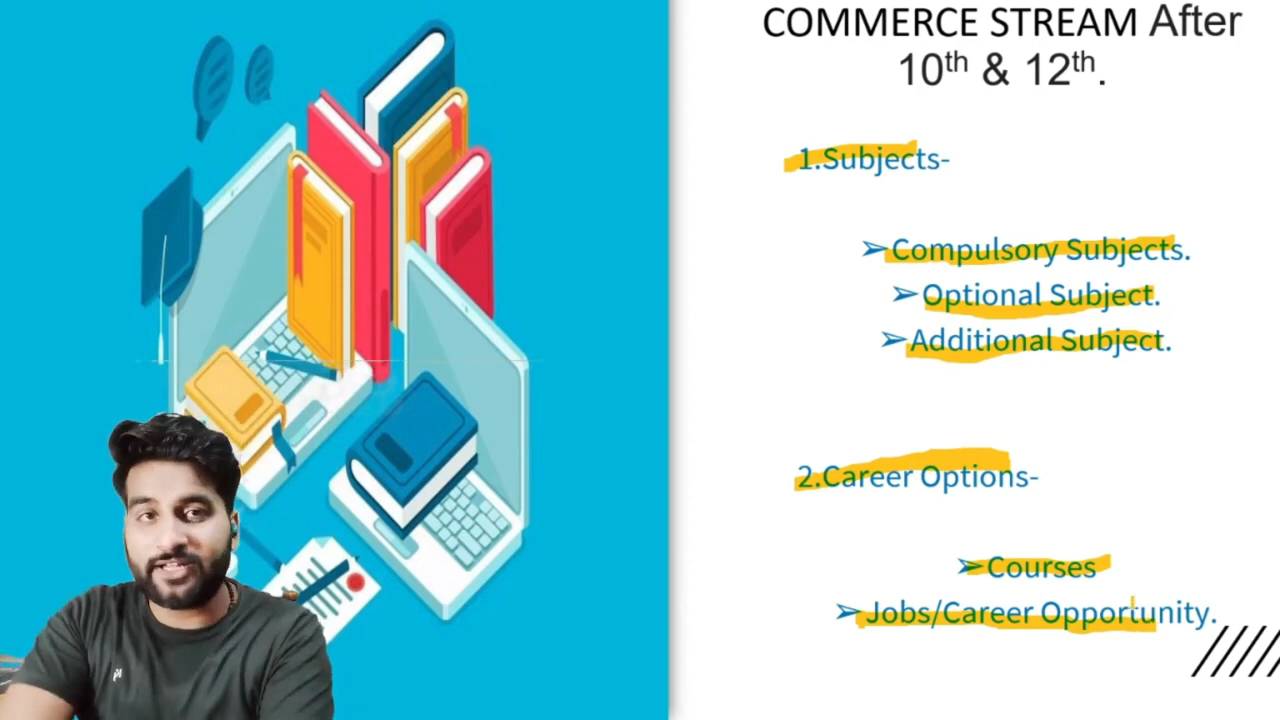 COMMERCE STREAM After
10th & 12th.
1.Subjects-
➢Compulsory Subjects.
➢Optional Subject.
➢Additional Subject.
2.Career Options-
➢Courses
➢Jobs/Career Opportunity.